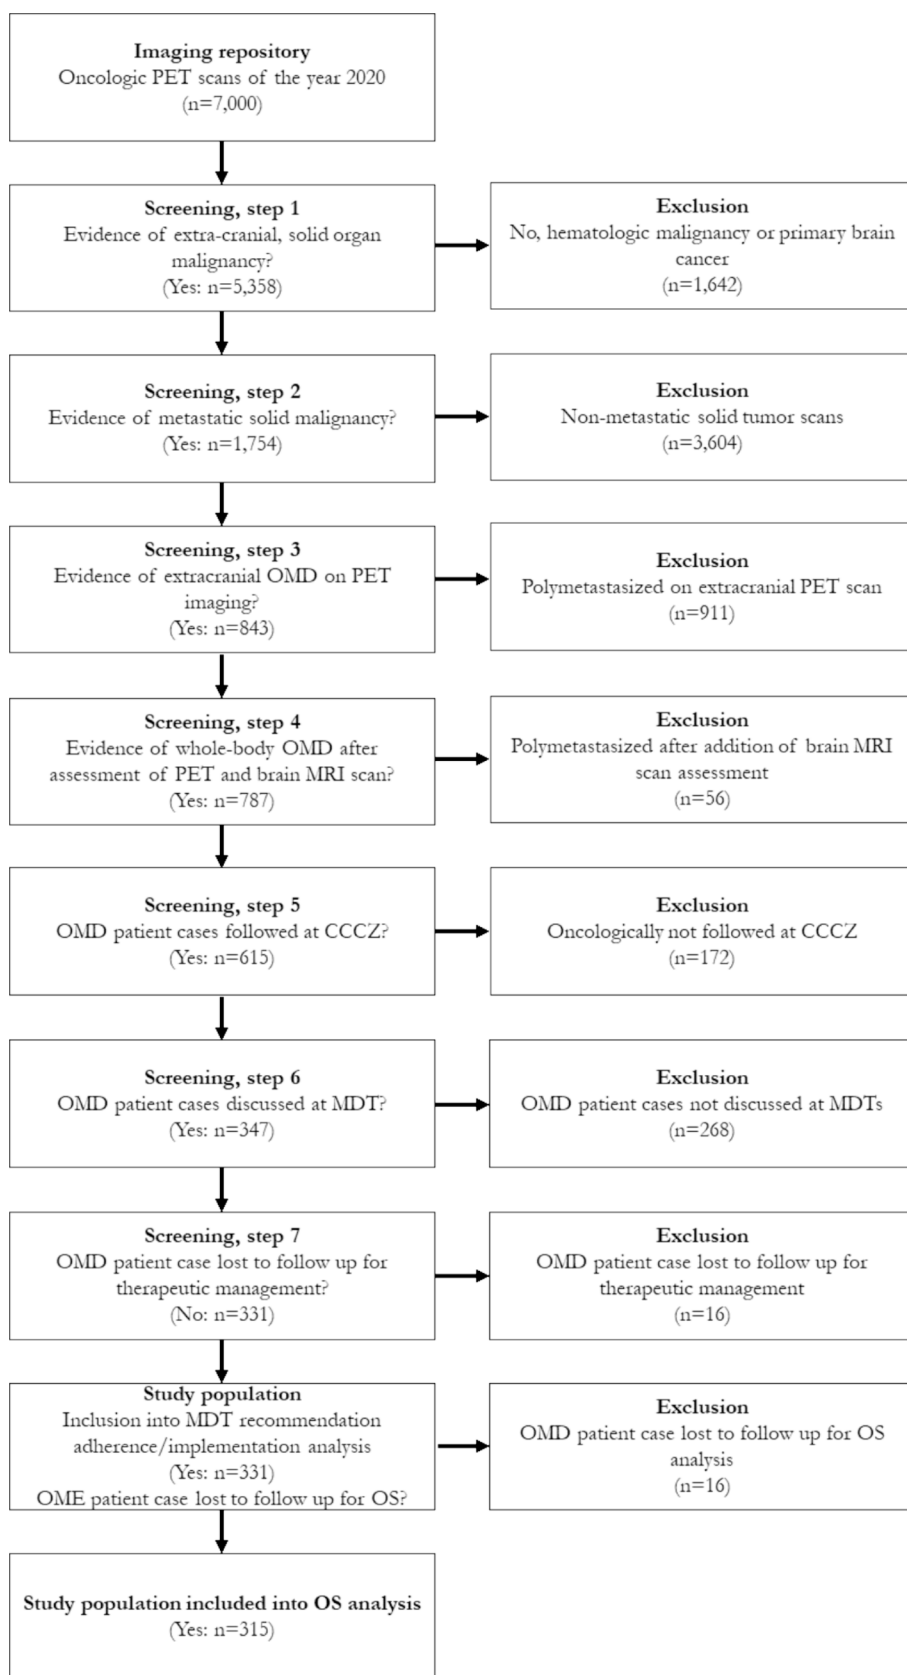 Imaging repository
Oncologic PET scans of the year 2020
(n=7,000)
Screening, step 1
Evidence of extra-cranial, solid organ
malignancy?
(Yes: n=5,358)
Exclusion
No, hematologic malignancy or primary brain
cancer
(n=1,642)
Screening, step 2
Evidence of metastatic solid malignancy?
(Yes: n=1,754)
Exclusion
Non-metastatic solid tumor scans
(n=3,604)
Screening, step 3
Evidence of extracranial OMD on PET
imaging?
(Yes: n=843)
Exclusion
Polymetastasized on extracranial PET scan
(n=911)
Screening, step 4
Evidence of whole-body OMD after
assessment of PET and brain MRI scan?
(Yes: n=787)
Exclusion
Polymetastasized after addition of brain MRI
scan assessment
(n=56)
Screening, step 5
OMD patient cases followed at CCCZ?
(Yes: n=615)
Exclusion
Oncologically not followed at CCCZ
(n=172)
Screening, step 6
OMD patient cases discussed at MDT?
(Yes: n=347)
Exclusion
OMD patient cases not discussed at MDTs
(n=268)
Screening, step 7
OMD patient case lost to follow up for
therapeutic management?
(No: n=331)
Exclusion
OMD patient case lost to follow up for
therapeutic management
(n=16)
Study population
Inclusion into MDT recommendation
adherence/implementation analysis
(Yes: n=331)
OME patient case lost to follow up for OS?
Exclusion
OMD patient case lost to follow up for OS
analysis
(n=16)
Study population included into OS analysis
(Yes: n=315)